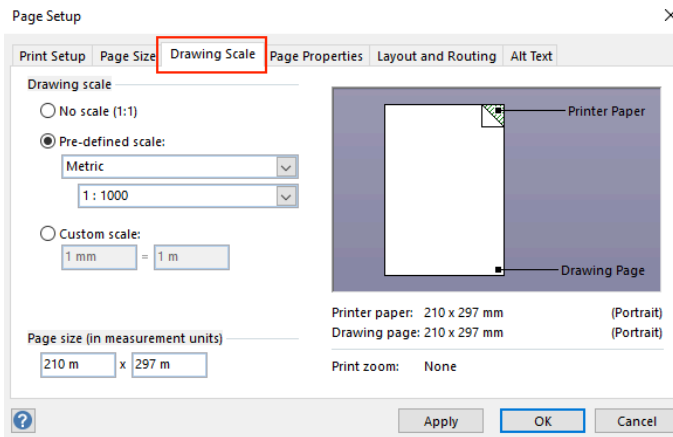 Page Setup
Print Setup Page Size Drawing Scale Page Properties Layout and Routing Alt Text
Drawing scale
No scale (1:1)
Pre-defined scale:
Metric
1 : 1000
Custom scale:
1 mm = 1 m
Page size (in measurement units)
210 m x 297 m
Printer Paper
Drawing Page
Printer paper: 210 x 297 mm (Portrait)
Drawing page: 210 x 297 mm (Portrait)
Print zoom: None
?
Apply OK Cancel